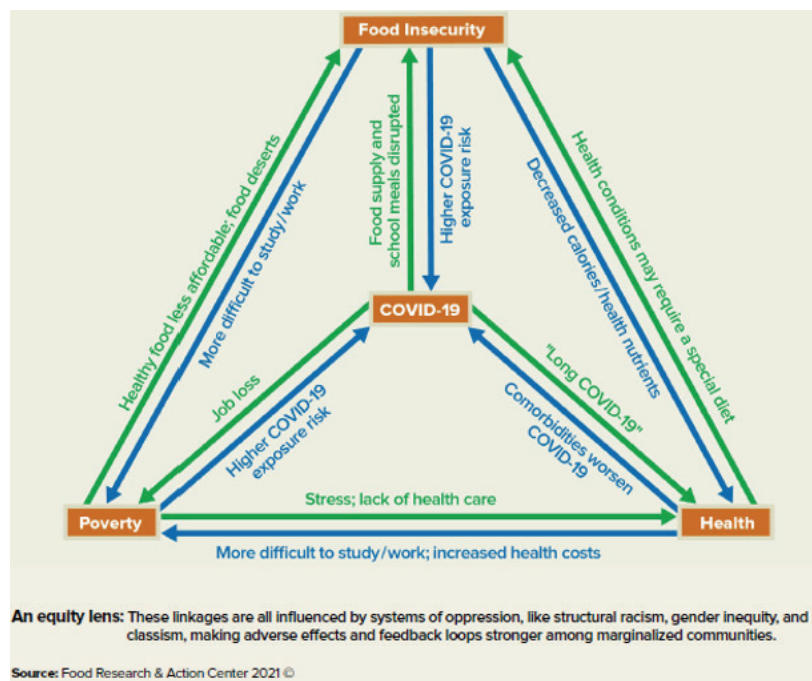 Food Insecurity
Healthy food less affordable; food deserts
More difficult to study/work
Food supply and
school meals disrupted
Higher COVID-19
exposure risk
Decreased calories/health nutrients
Health conditions may require a special diet
COVID-19
Job loss
Higher COVID-19
exposure risk
"Long COVID-19"
Comorbidities worsen
COVID-19
Poverty
Stress; lack of health care
Health
More difficult to study/work; increased health costs
An equity lens: These linkages are all influenced by systems of oppression, like structural racism, gender inequity, and
classism, making adverse effects and feedback loops stronger among marginalized communities.
Source: Food Research & Action Center 2021 ©